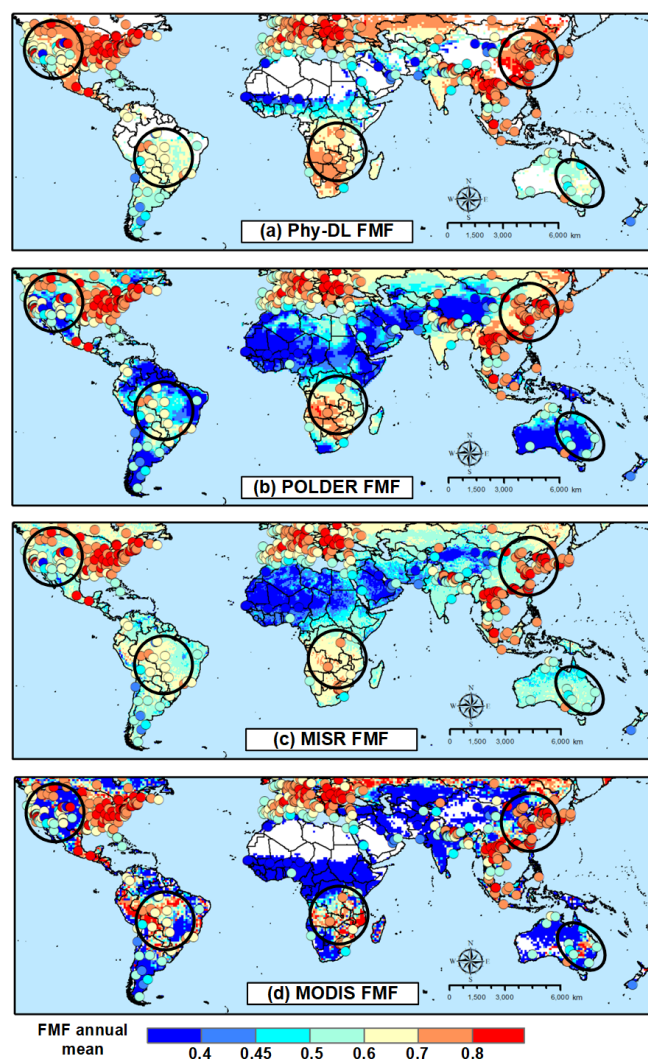 N
W E
S
0 1,500 3,000 6,000
km
(a) Phy-DL FMF
N
W E
S
0 1,500 3,000 6,000
km
(b) POLDER FMF
N
W E
S
0 1,500 3,000 6,000
km
(c) MISR FMF
N
W E
S
0 1,500 3,000 6,000
km
(d) MODIS FMF
FMF annual
mean
0.4 0.45 0.5 0.6 0.7 0.8